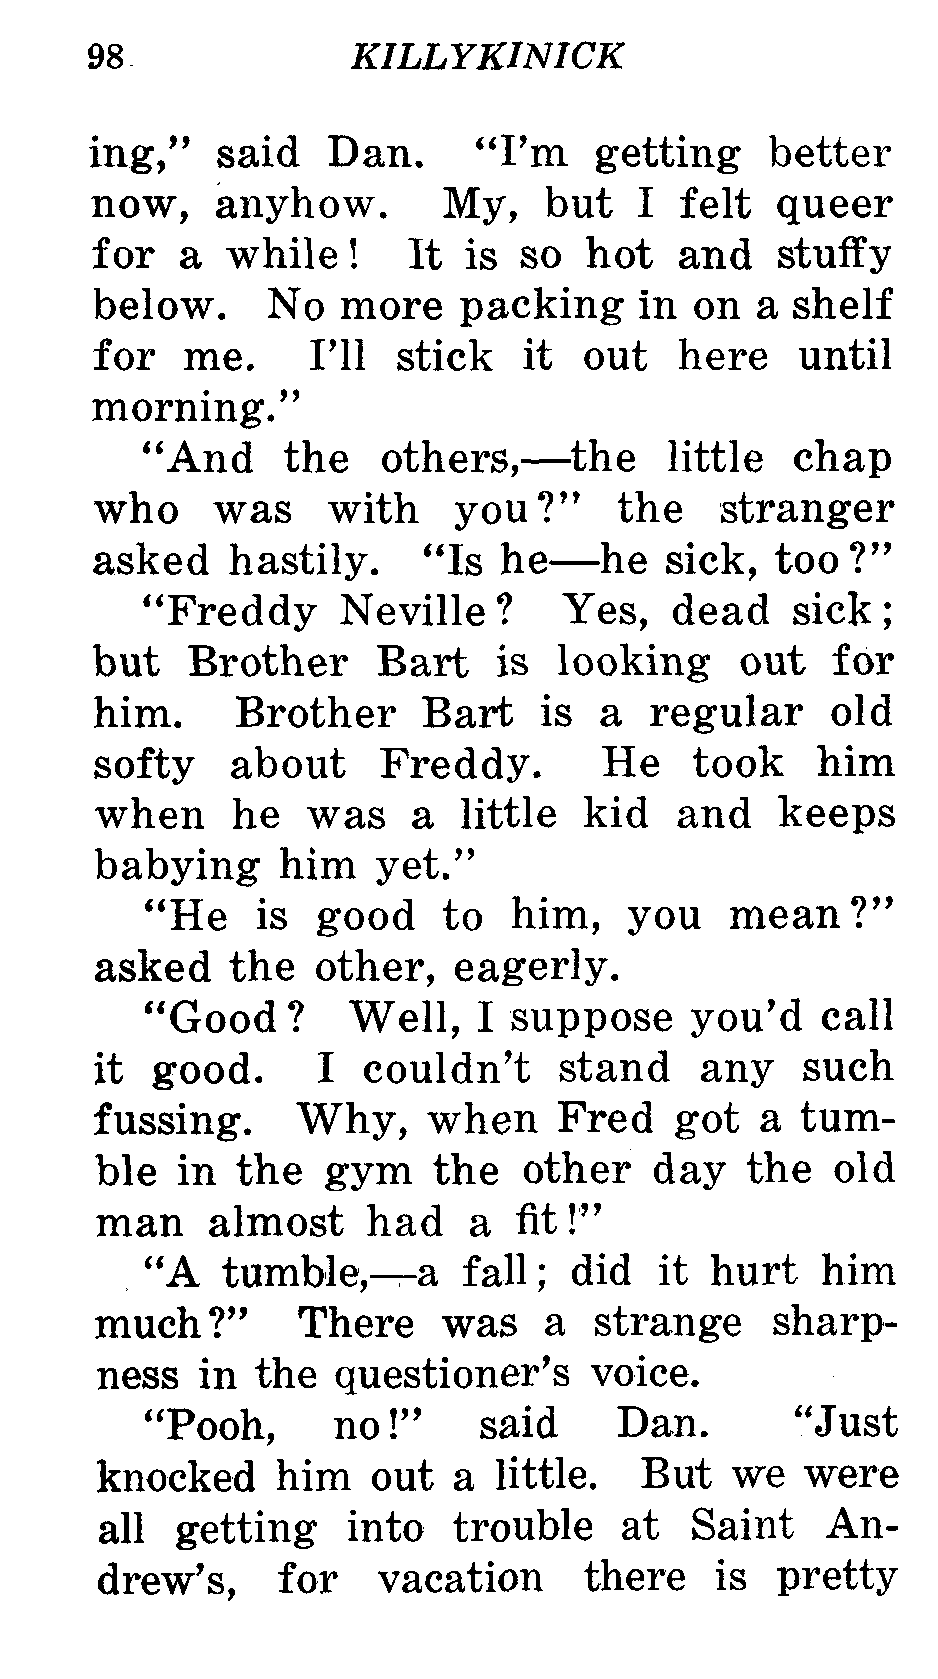 98 KILLYKINICK
ing," said Dan. "I'm getting better
now, anyhow. My, but I felt queer
for a while! It is so hot and stuffy
below. No more packing in on a shelf
for me. I'll stick it out here until
morning."
"And the others,—the little chap
who was with you?" the stranger
asked hastily. "Is he—he sick, too?"
"Freddy Neville? Yes, dead sick;
but Brother Bart is looking out for
him. Brother Bart is a regular old
softy about Freddy. He took him
when he was a little kid and keeps
babying him yet."
"He is good to him, you mean?"
asked the other, eagerly.
"Good? Well, I suppose you'd call
it good. I couldn't stand any such
fussing. Why, when Fred got a tum-
ble in the gym the other day the old
man almost had a fit!"
"A tumble,—a fall; did it hurt him
much?" There was a strange sharp-
ness in the questioner's voice.
"Pooh, no!" said Dan. "Just
knocked him out a little. But we were
all getting into trouble at Saint An-
drew's, for vacation there is pretty